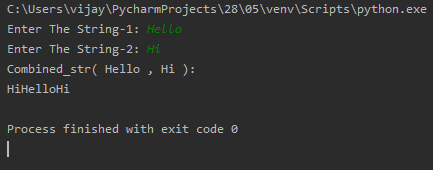 C:\Users\vijay\PycharmProjects\28\05\venv\Scripts\python.exe
Enter The String-1: Hello
Enter The String-2: Hi
Combined_str( Hello , Hi ):
HiHelloHi
Process finished with exit code 0